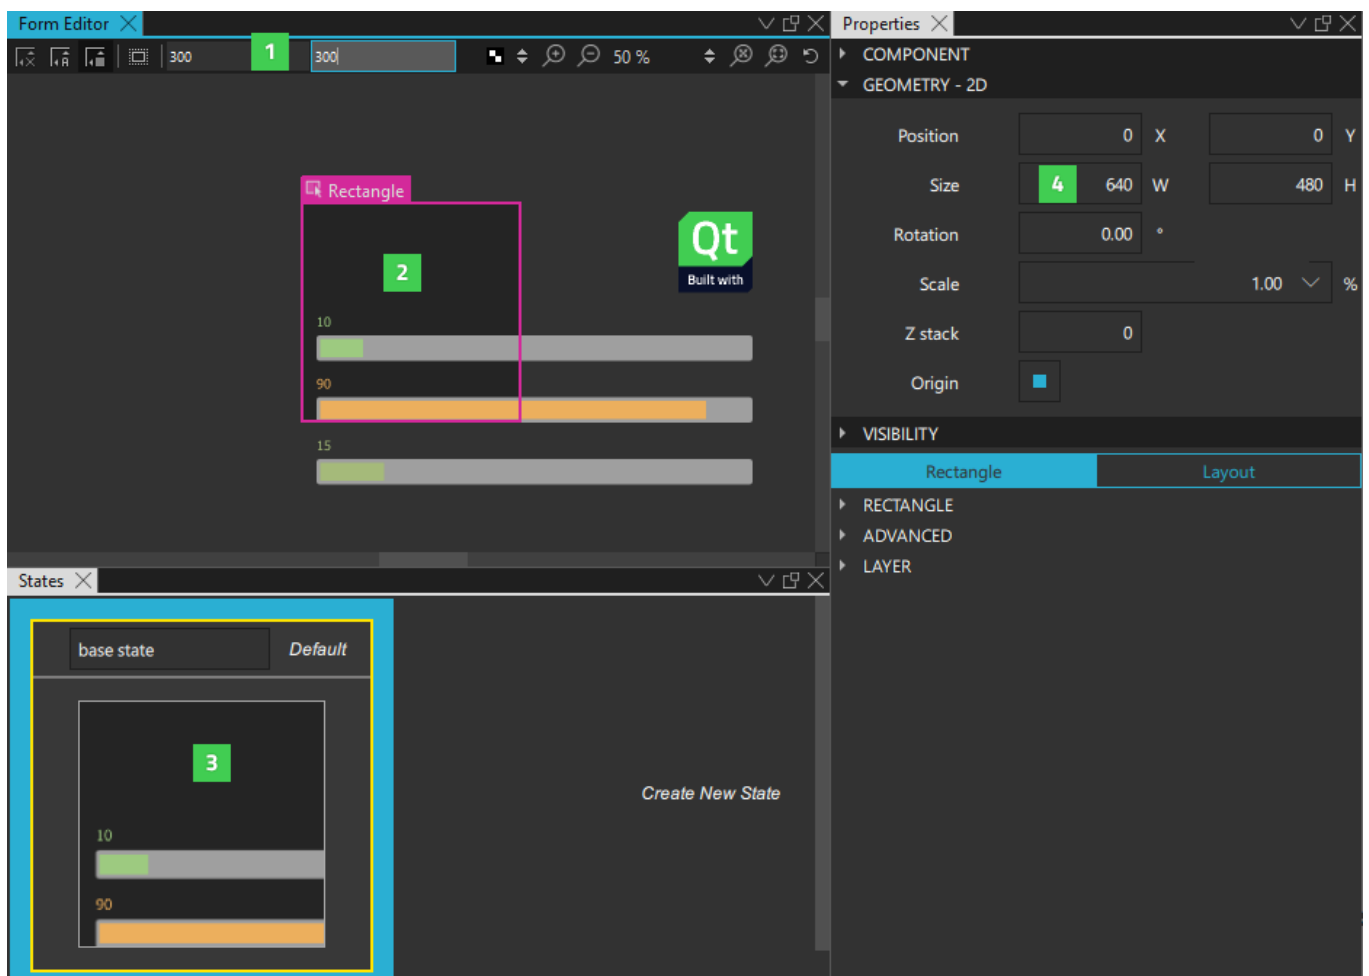 Form Editor
300 1 300 50 %
Rectangle
2
Qt
Built with
10
90
15
States
base state Default
3
10
90
Create New State
Properties
COMPONENT
GEOMETRY - 2D
Position 0 X 0 Y
Size 4 640 W 480 H
Rotation 0.00 °
Scale 1.00 %
Z stack 0
Origin
VISIBILITY
Rectangle Layout
RECTANGLE
ADVANCED
LAYER